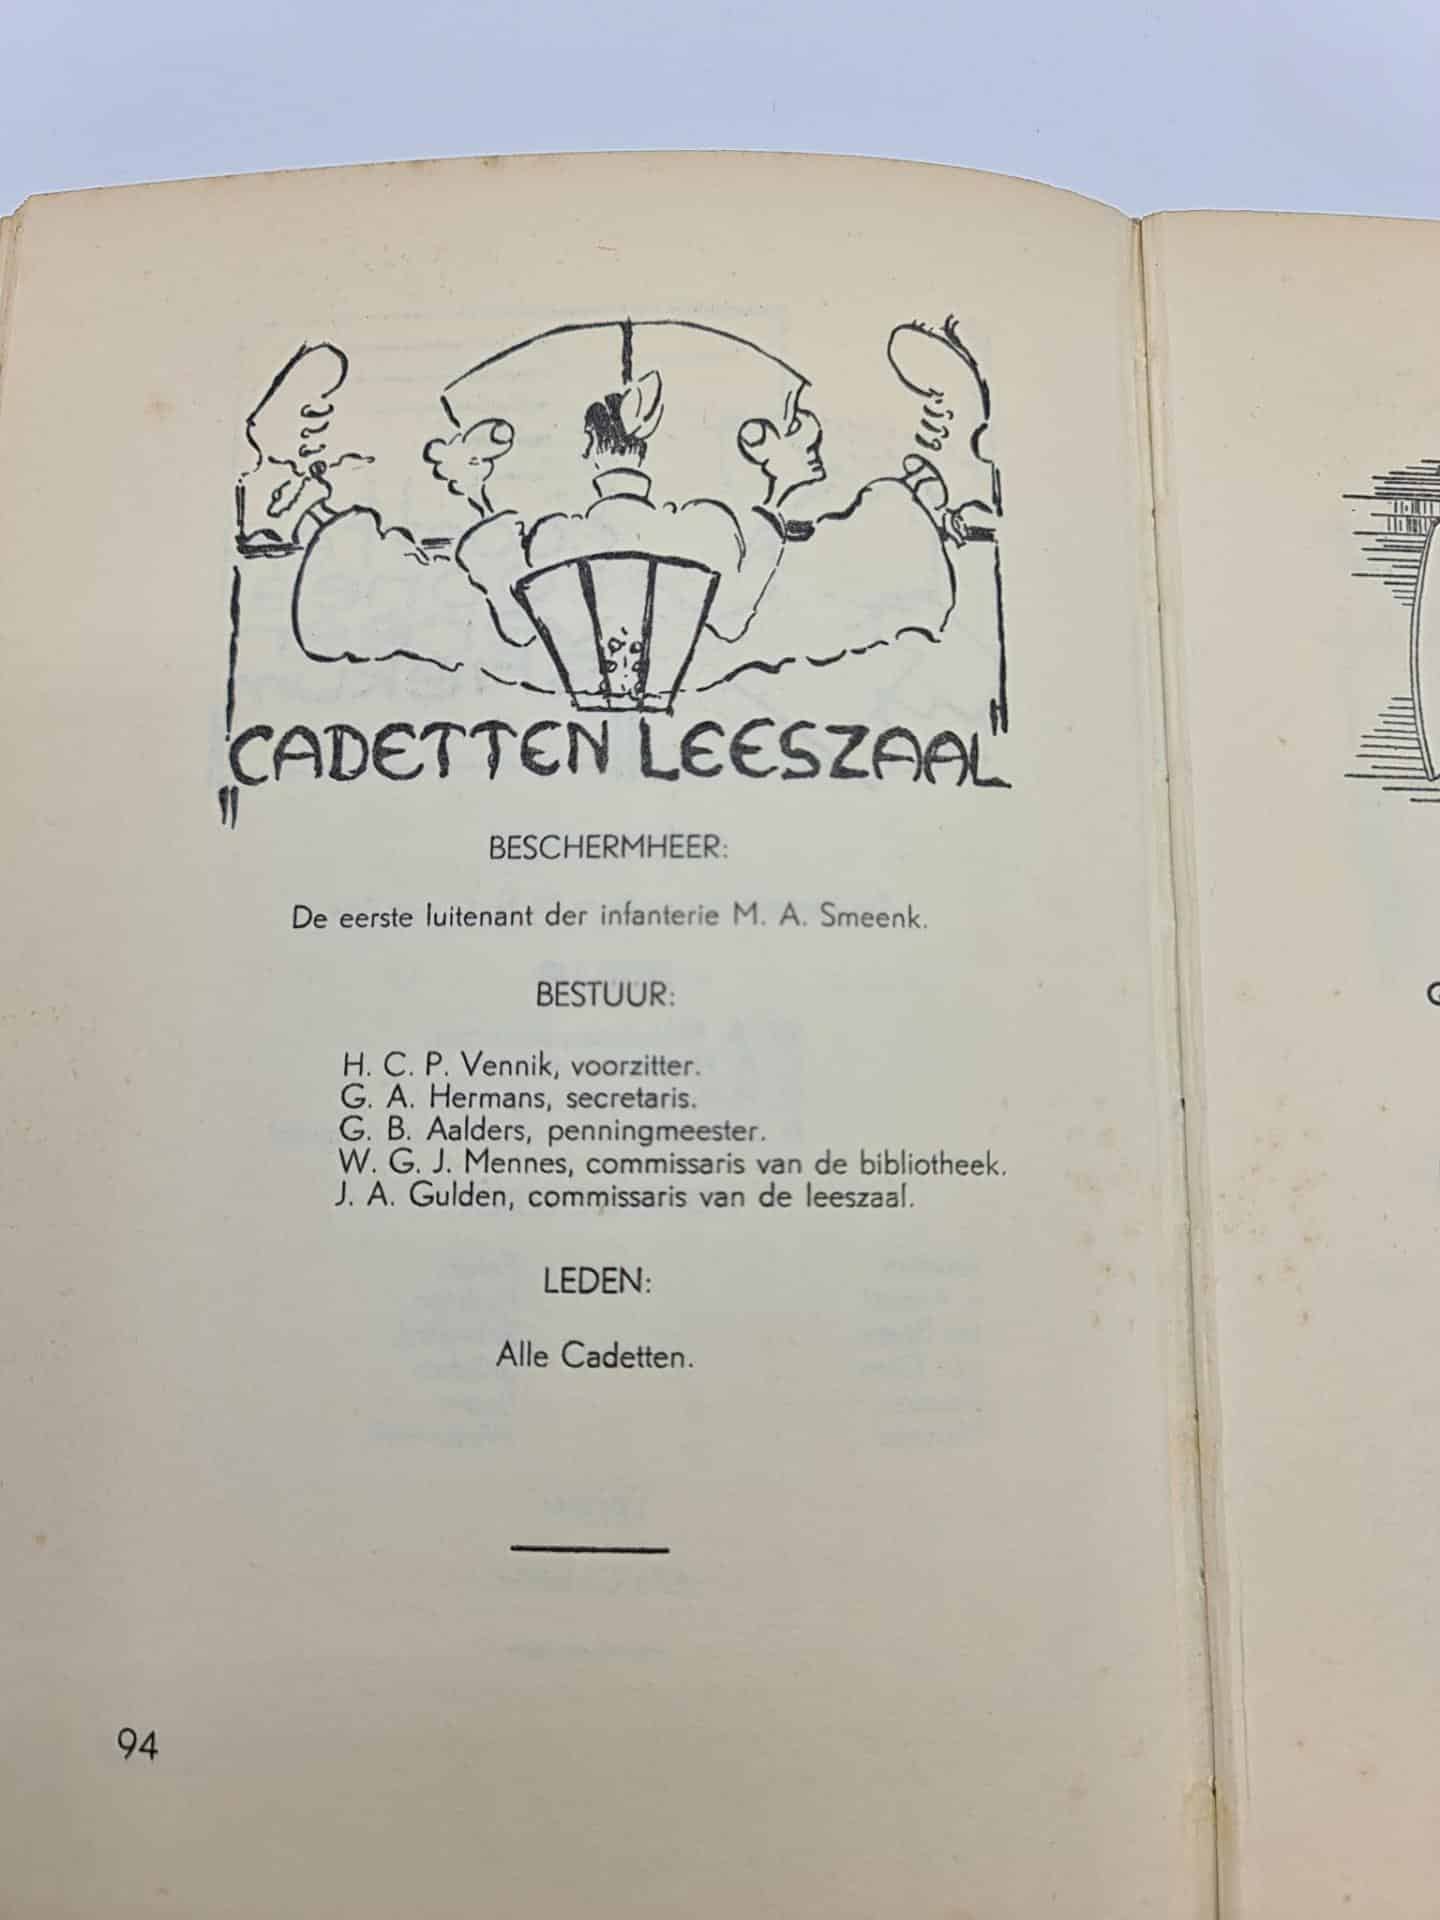 „CADETTEN LEESZAAL"
BESCHERMHEER:
De eerste luitenant der infanterie M. A. Smeenk.
BESTUUR:
H. C. P. Vennik, voorzitter.
G. A. Hermans, secretaris.
G. B. Aalders, penningmeester.
W. G. J. Mennes, commissaris van de bibliotheek.
J. A. Gulden, commissaris van de leeszaal.
LEDEN:
Alle Cadetten.
94